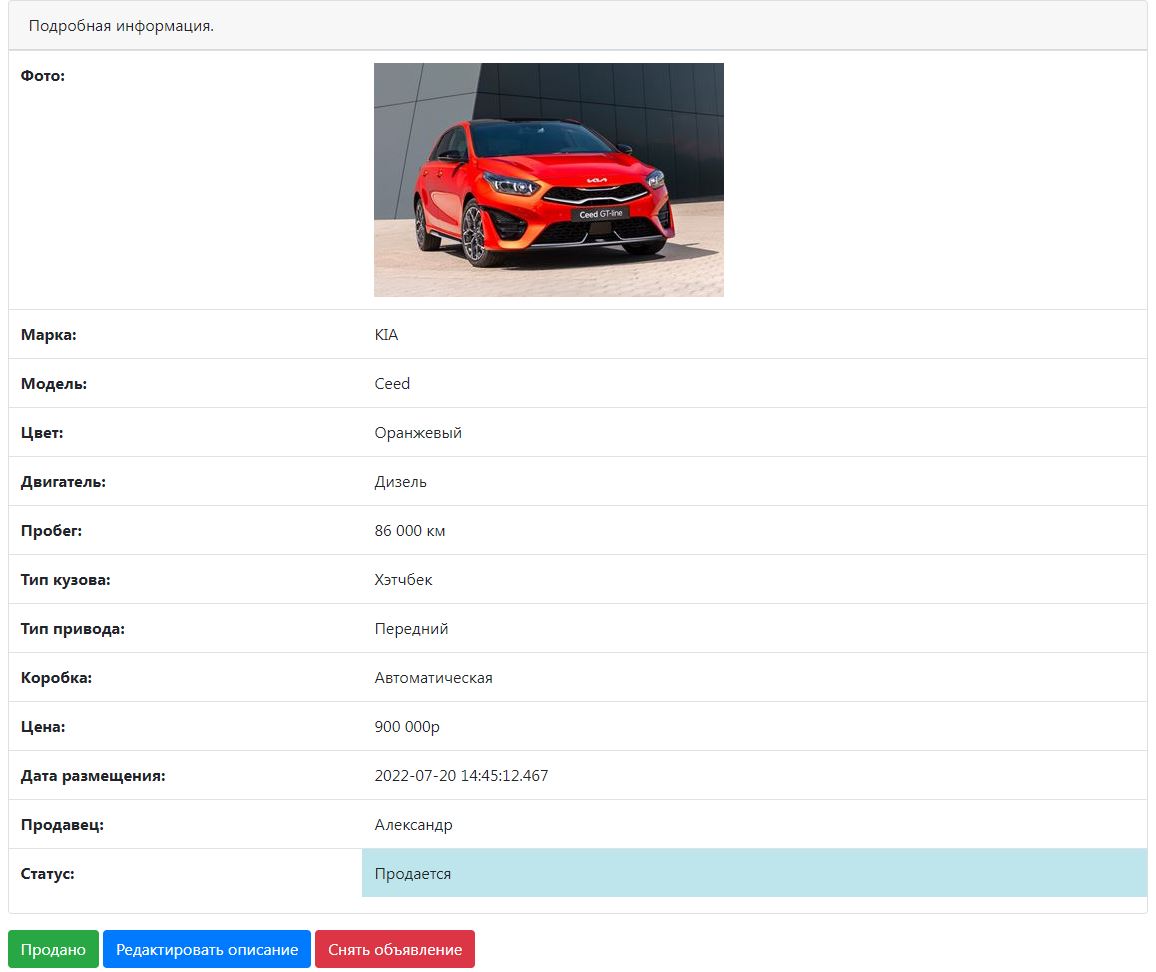 Подробная информация.
Фото:
KIA
Ceed GT-line
Марка: KIA
Модель: Ceed
Цвет: Оранжевый
Двигатель: Дизель
Пробег: 86 000 км
Тип кузова: Хэтчбек
Тип привода: Передний
Коробка: Автоматическая
Цена: 900 000р
Дата размещения: 2022-07-20 14:45:12.467
Продавец: Александр
Статус: Продается
Продано Редактировать описание Снять объявление